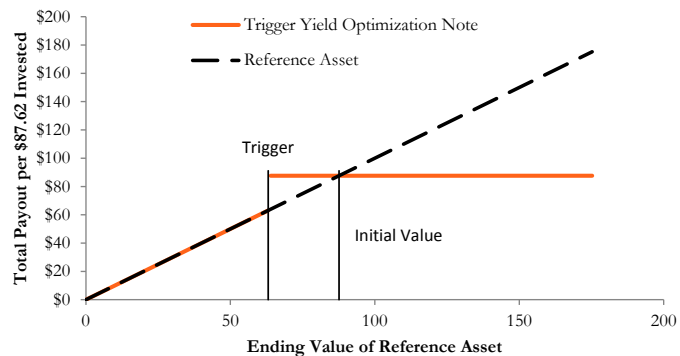 $200
$180
$160
$140
$120
$100
$80
$60
$40
$20
$0
Total Payout per $87.62 Invested
Trigger Yield Optimization Note
Reference Asset
Trigger
Initial Value
0
50
100
150
200
Ending Value of Reference Asset